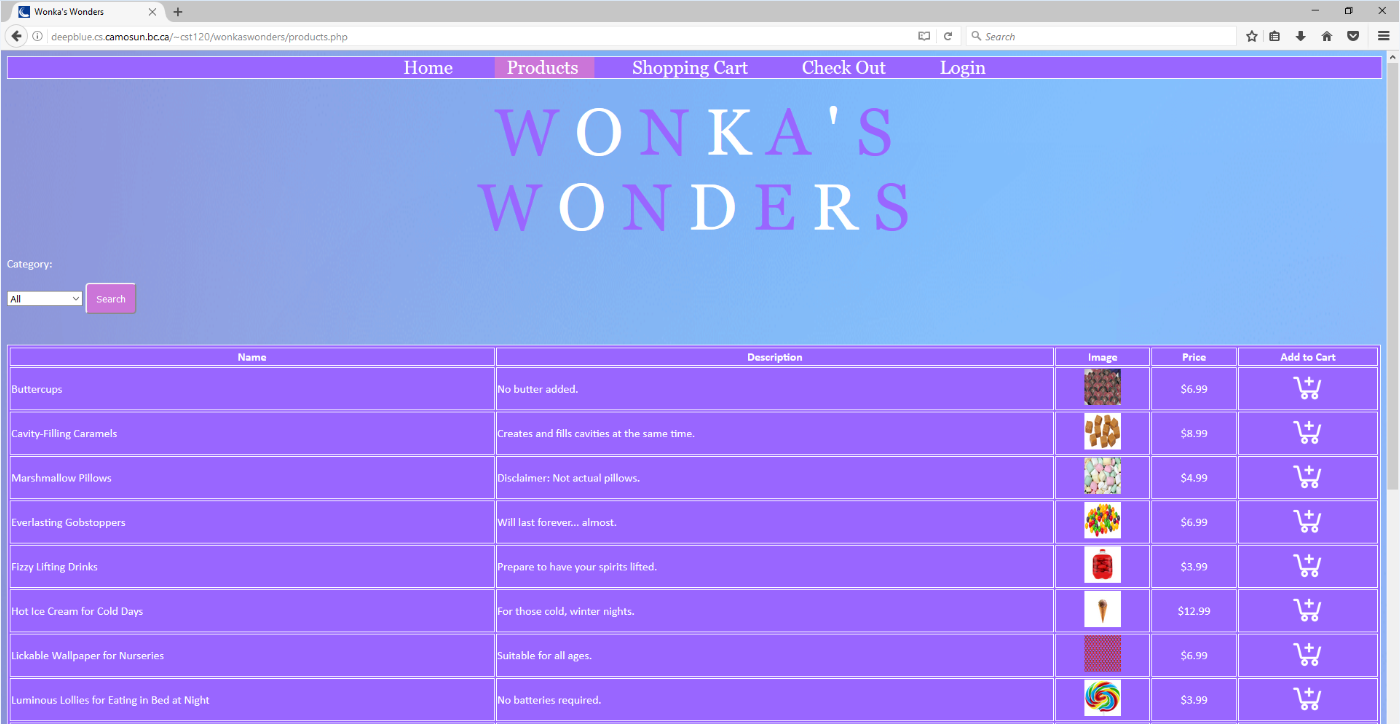 Wonka's Wonders
deepblue.cs.camosun.bc.ca/~cst120/wonkaswonders/products.php
Search
Home Products Shopping Cart Check Out Login
WONKA'S
WONDERS
Category:
All Search
Name Description Image Price Add to Cart
Buttercups No butter added. $6.99
Cavity-Filling Caramels Creates and fills cavities at the same time. $8.99
Marshmallow Pillows Disclaimer: Not actual pillows. $4.99
Everlasting Gobstoppers Will last forever... almost. $6.99
Fizzy Lifting Drinks Prepare to have your spirits lifted. $3.99
Hot Ice Cream for Cold Days For those cold, winter nights. $12.99
Lickable Wallpaper for Nurseries Suitable for all ages. $6.99
Luminous Lollies for Eating in Bed at Night No batteries required. $3.99